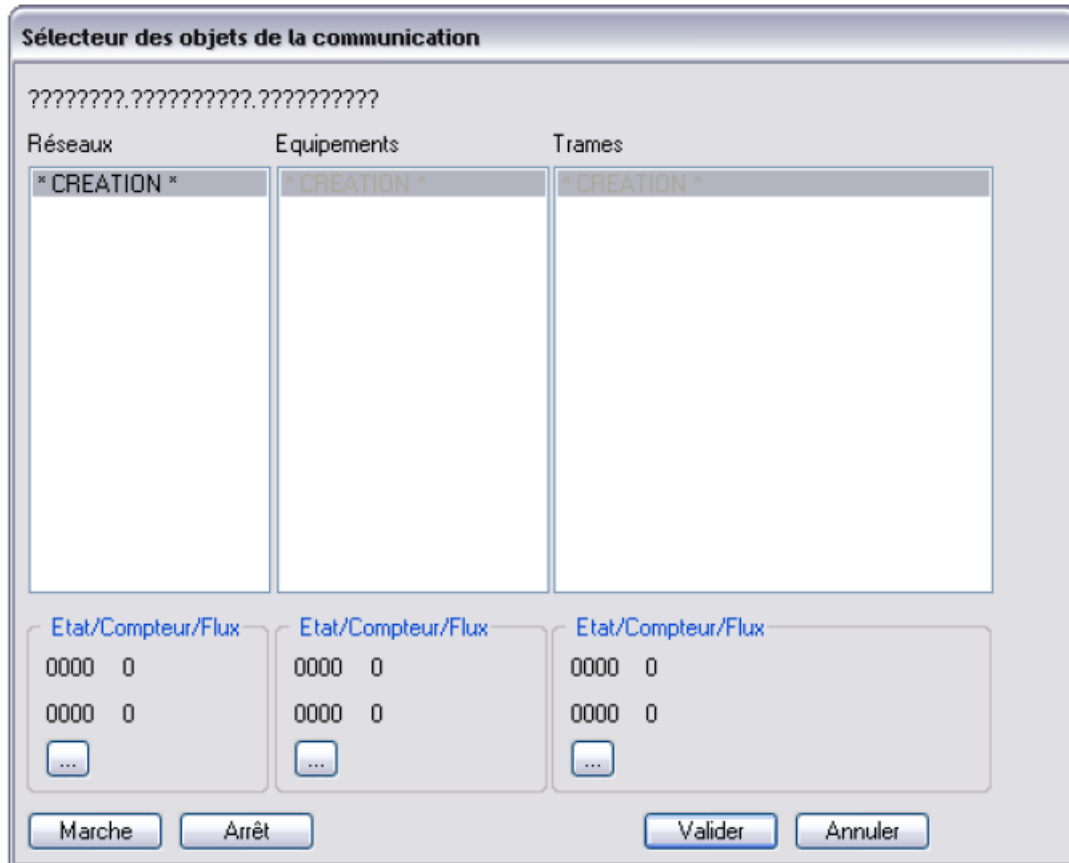 Sélecteur des objets de la communication
????????.??????????.??????????
Réseaux Equipements Trames
* CREATION * * CREATION * * CREATION *
Etat/Compteur/Flux Etat/Compteur/Flux Etat/Compteur/Flux
0000 0 0000 0 0000 0
0000 0 0000 0 0000 0
... ... ...
Marche Arrêt Valider Annuler